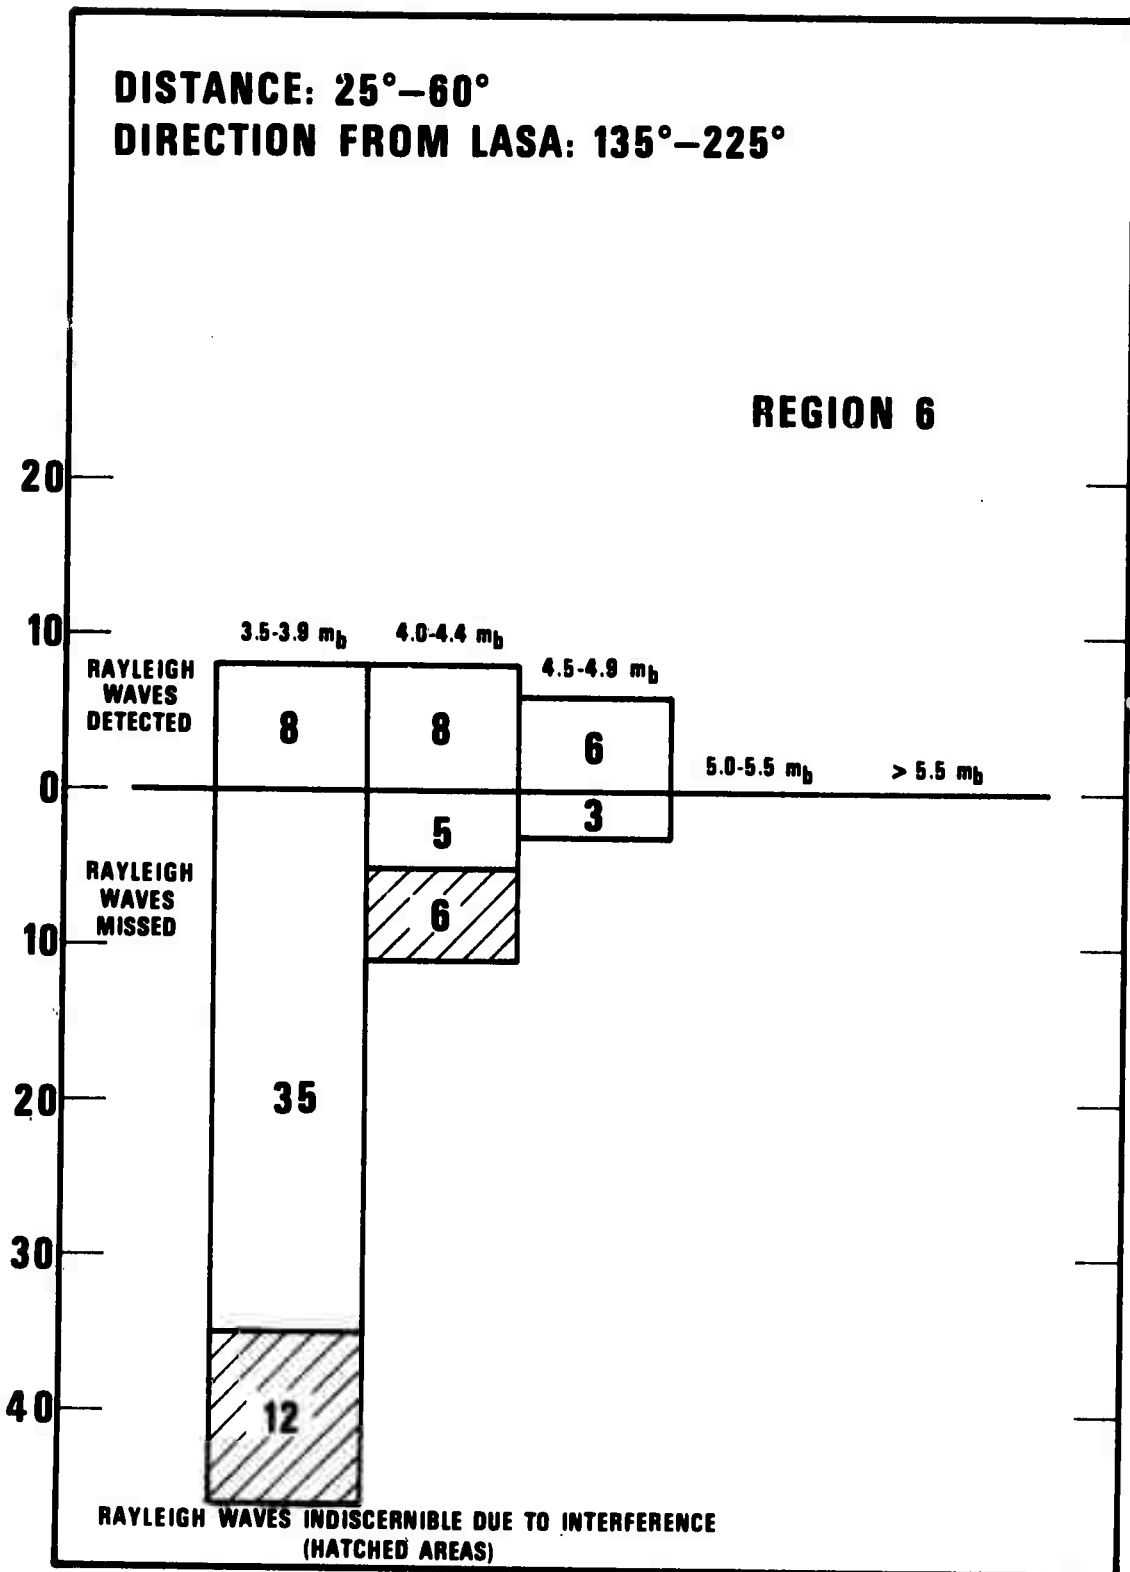 DISTANCE: 25°–60°
DIRECTION FROM LASA: 135°–225°
REGION 6
20
10
3.5-3.9 mb
4.0-4.4 mb
4.5-4.9 mb
RAYLEIGH
WAVES
DETECTED
8
8
6
5.0-5.5 mb
> 5.5 mb
0
3
5
RAYLEIGH
WAVES
MISSED
6
10
35
20
30
40
12
RAYLEIGH WAVES INDISCERNIBLE DUE TO INTERFERENCE
(HATCHED AREAS)